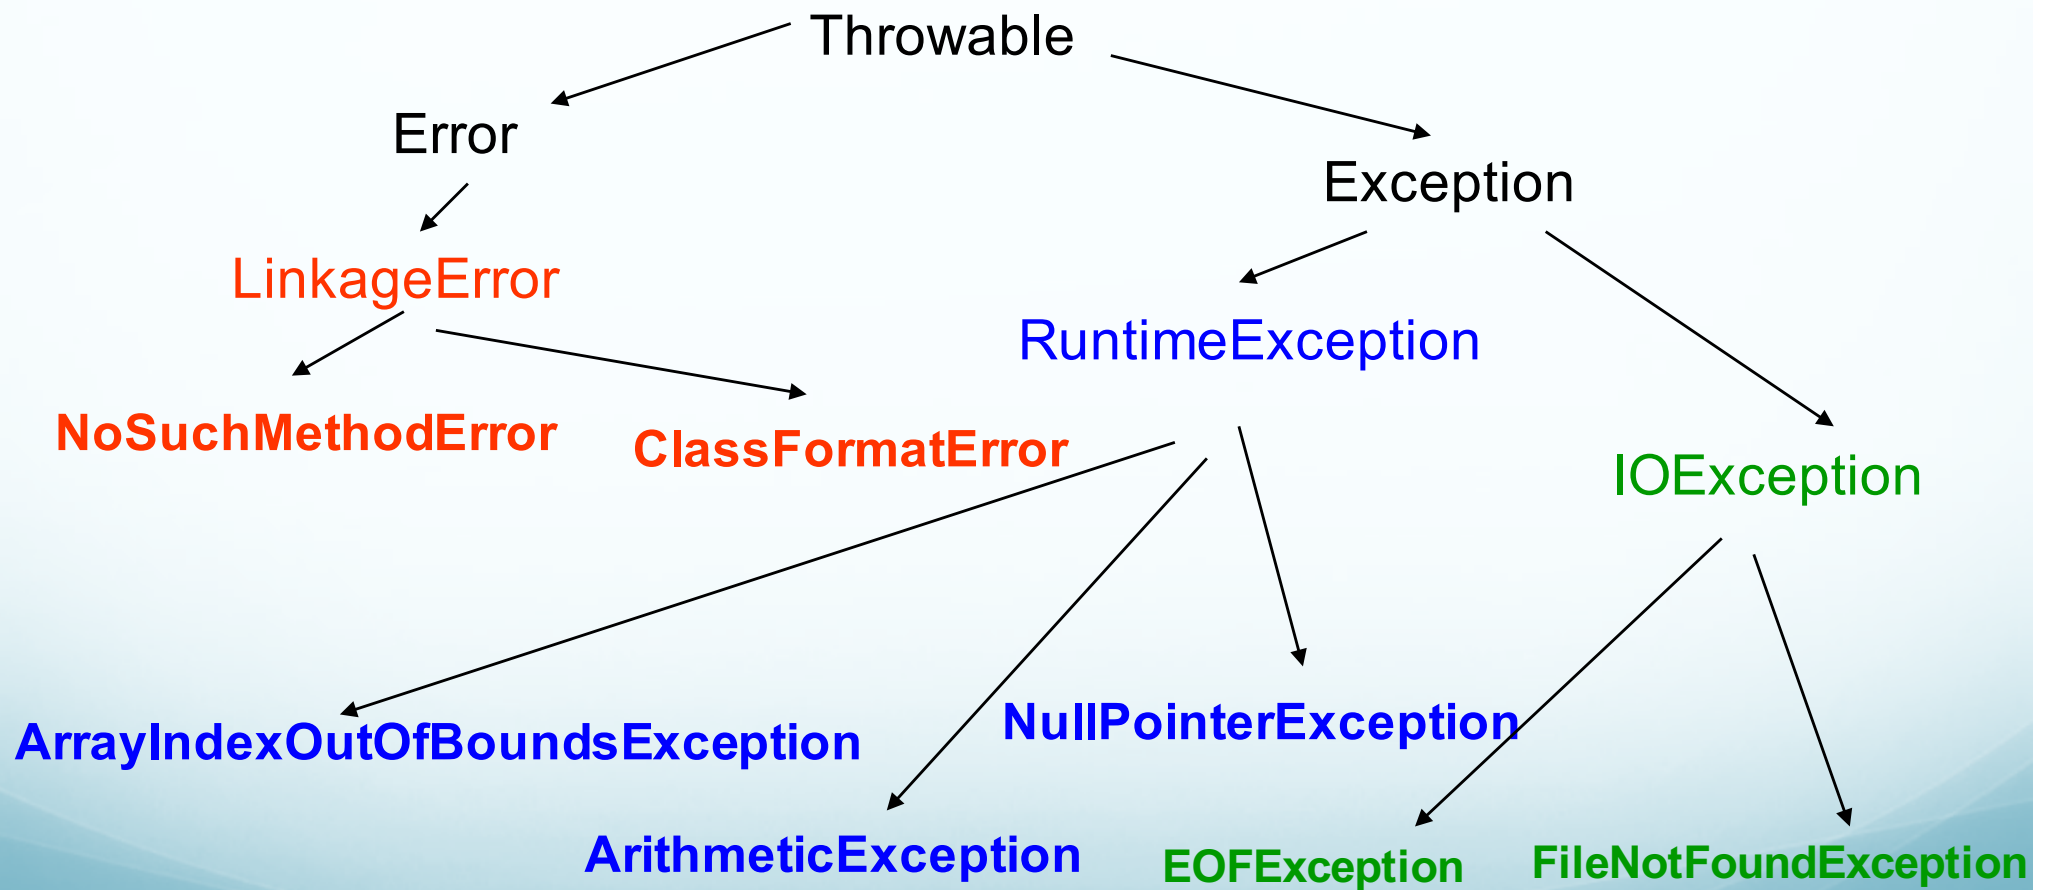 Throwable
Error
Exception
LinkageError
RuntimeException
NoSuchMethodError
ClassFormatError
IOException
ArrayIndexOutOfBoundsException
NullPointerException
ArithmeticException
EOFException
FileNotFoundException